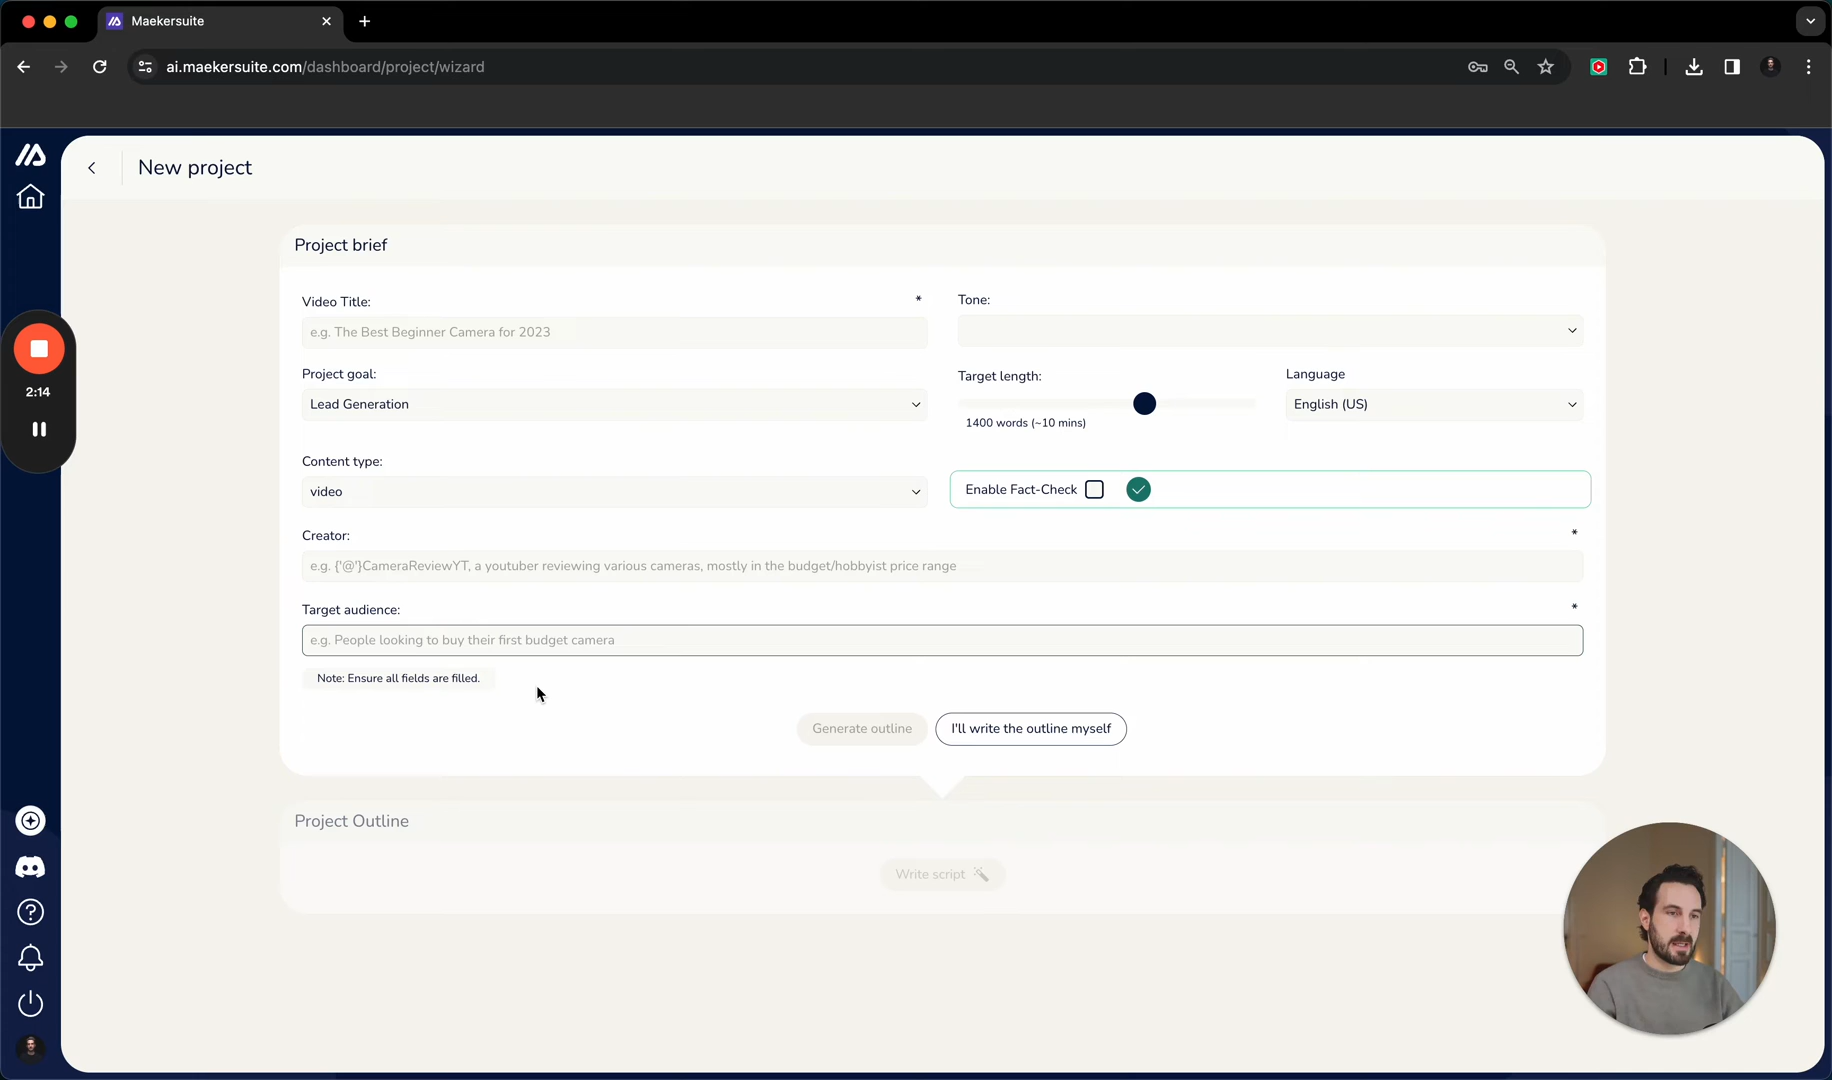 Maekersuite
ai.maekersuite.com/dashboard/project/wizard
New project
Project brief
Video Title: *
e.g. The Best Beginner Camera for 2023
Tone:
Project goal:
Lead Generation
Target length:
1400 words (~10 mins)
Language
English (US)
Content type:
video
Enable Fact-Check
Creator: *
e.g. {'@'}CameraReviewYT, a youtuber reviewing various cameras, mostly in the budget/hobbyist price range
Target audience: *
e.g. People looking to buy their first budget camera
Note: Ensure all fields are filled.
Generate outline
I'll write the outline myself
Project Outline
Write script
2:14